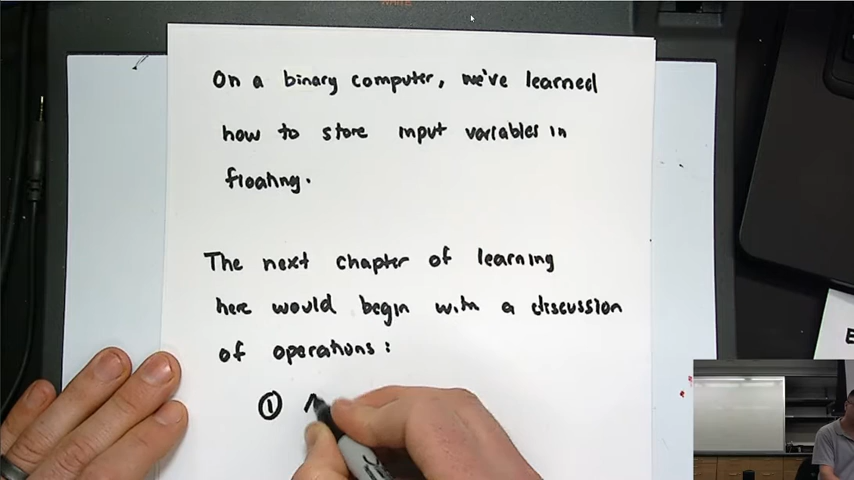 On a binary computer, we've learned
how to store input variables in
floating.
The next chapter of learning
here would begin with a discussion
of operations:
①